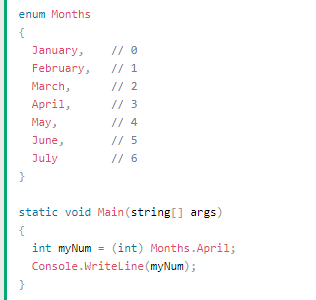 enum Months
{
  January,    // 0
  February,   // 1
  March,      // 2
  April,      // 3
  May,        // 4
  June,       // 5
  July        // 6
}

static void Main(string[] args)
{
  int myNum = (int) Months.April;
  Console.WriteLine(myNum);
}